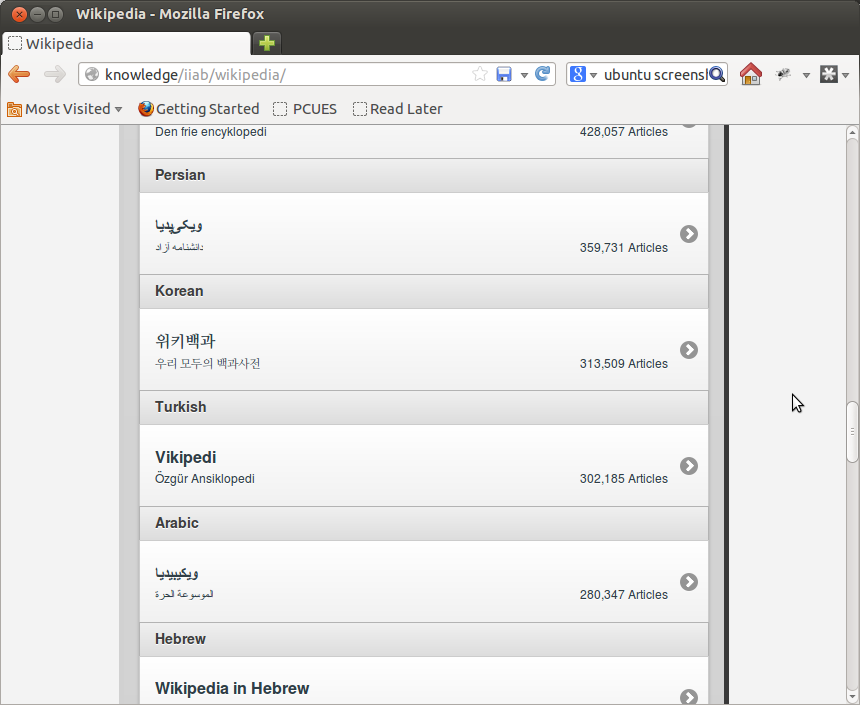 Wikipedia - Mozilla Firefox
Wikipedia
knowledge/iiab/wikipedia/
8 ubuntu screens
Most Visited Getting Started PCUES Read Later
Den frie encyklopedi 428,057 Articles
Persian
ویکی‌پدیا
دانشنامه آزاد 359,731 Articles
Korean
위키백과
우리 모두의 백과사전 313,509 Articles
Turkish
Vikipedi
Özgür Ansiklopedi 302,185 Articles
Arabic
ويكيبيديا
الموسوعة الحرة 280,347 Articles
Hebrew
Wikipedia in Hebrew